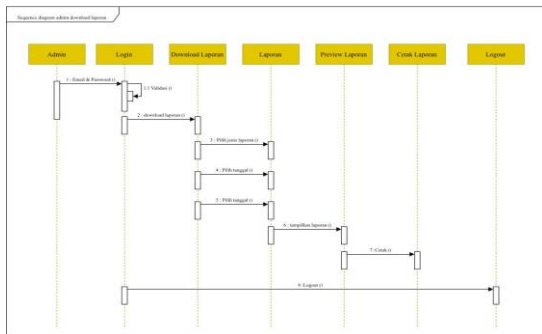 Sequence diagram admin download laporan
Admin
Login
Download Laporan
Laporan
Preview Laporan
Cetak Laporan
Logout
1 : Email & Password ()
1.1 Validasi ()
2 : download laporan ()
3 : Pilih jenis laporan ()
4 : Pilih tanggal ()
5 : Pilih tanggal ()
6 : tampilkan laporan ()
7 :Cetak ()
9 :Logout ()